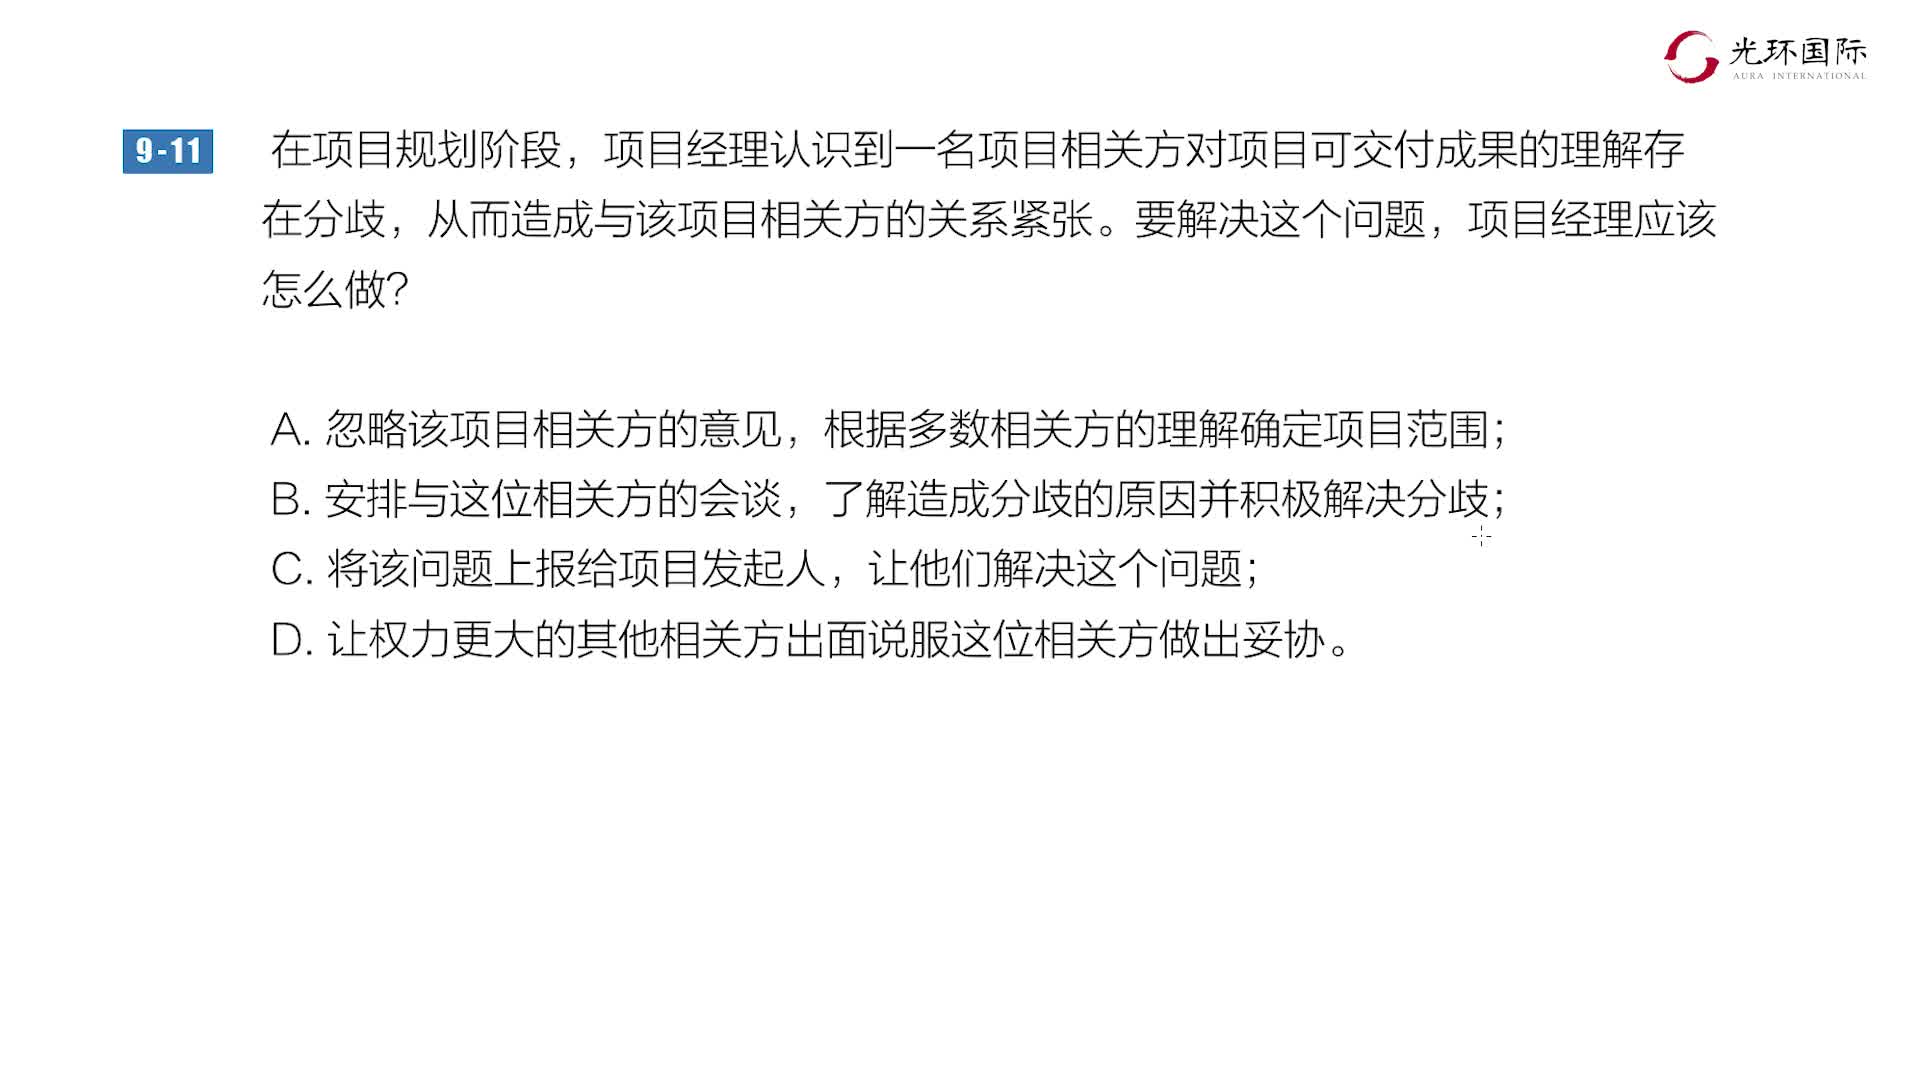 光环国际
AURA INTERNATIONAL
9-11 在项目规划阶段，项目经理认识到一名项目相关方对项目可交付成果的理解存
在分歧，从而造成与该项目相关方的关系紧张。要解决这个问题，项目经理应该
怎么做？
A. 忽略该项目相关方的意见，根据多数相关方的理解确定项目范围；
B. 安排与这位相关方的会谈，了解造成分歧的原因并积极解决分歧；
C. 将该问题上报给项目发起人，让他们解决这个问题；
D. 让权力更大的其他相关方出面说服这位相关方做出妥协。